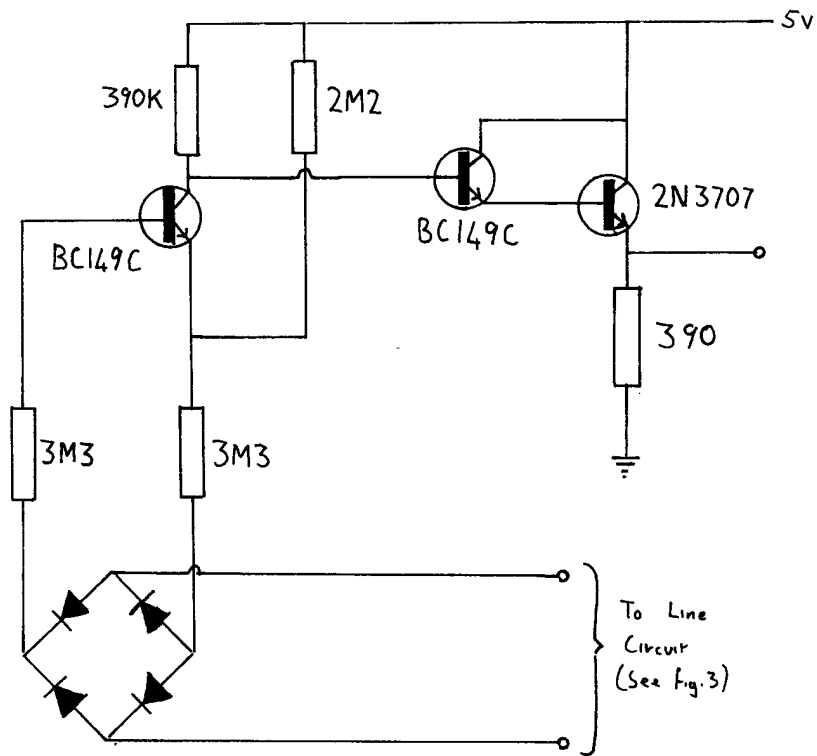 5v
390K
2M2
BC149C
BC149C
2N3707
390
3M3
3M3
To Line
Circuit
(See fig.3)